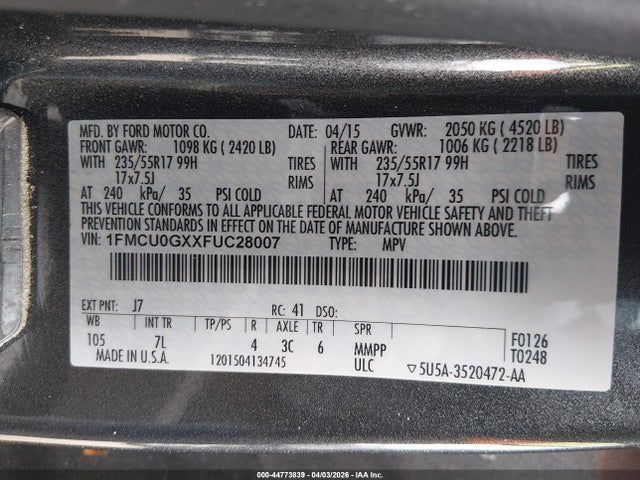 MFD. BY FORD MOTOR CO. DATE: 04/15 GVWR: 2050 KG ( 4520 LB)
FRONT GAWR: 1098 KG ( 2420 LB) REAR GAWR: 1006 KG ( 2218 LB)
WITH 235/55R17 99H TIRES WITH 235/55R17 99H TIRES
17x7.5J RIMS 17x7.5J RIMS
AT 240 kPa/ 35 PSI COLD AT 240 kPa/ 35 PSI COLD
THIS VEHICLE CONFORMS TO ALL APPLICABLE FEDERAL MOTOR VEHICLE SAFETY AND THEFT
PREVENTION STANDARDS IN EFFECT ON THE DATE OF MANUFACTURE SHOWN ABOVE.
VIN: 1FMCU0GXXFUC28007 TYPE: MPV
EXT PNT: J7 RC: 41 DSO:
WB INT TR TP/PS R AXLE TR SPR F0126
105 7L 4 3C 6 MMPP T0248
MADE IN U.S.A. 1201504134745 ULC ▽5U5A-3520472-AA
000-44773839 - 04/03/2026 - IAA Inc.